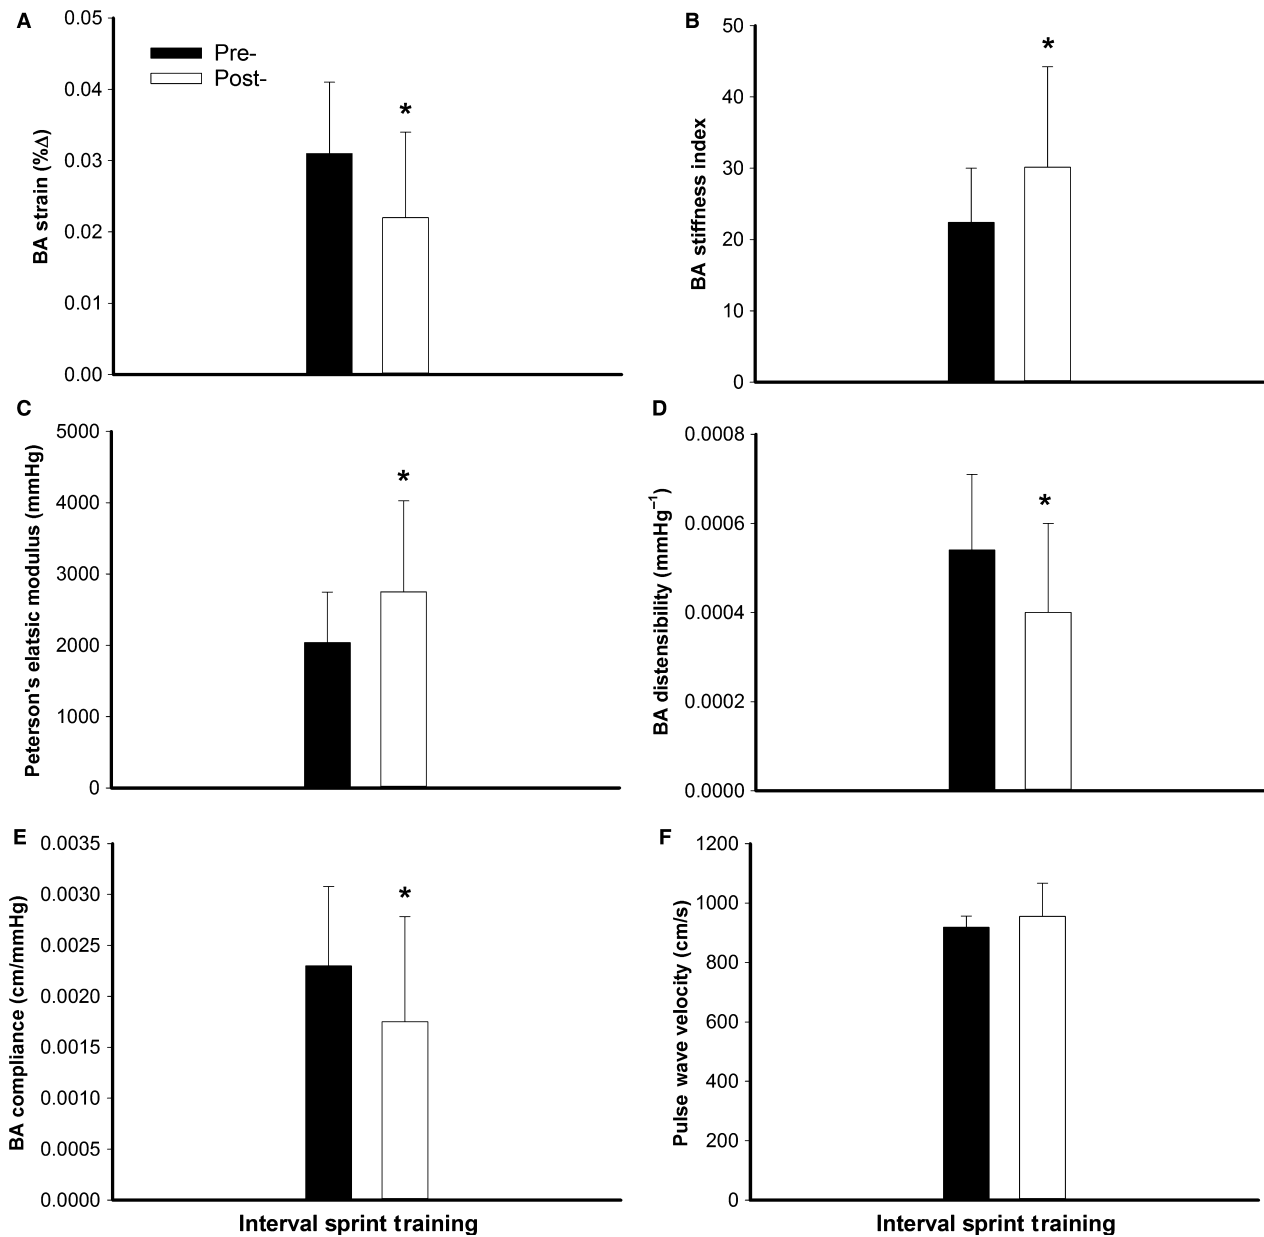 A
0.05
0.04
0.03
0.02
0.01
0.00
BA strain (%Δ)
Pre-
Post-
*
B
50
40
30
20
10
0
BA stiffness index
*
C
5000
4000
3000
2000
1000
0
Peterson's elatsic modulus (mmHg)
*
D
0.0008
0.0006
0.0004
0.0002
0.0000
BA distensibility (mmHg⁻¹)
*
E
0.0035
0.0030
0.0025
0.0020
0.0015
0.0010
0.0005
0.0000
BA compliance (cm/mmHg)
*
Interval sprint training
F
1200
1000
800
600
400
200
0
Pulse wave velocity (cm/s)
Interval sprint training